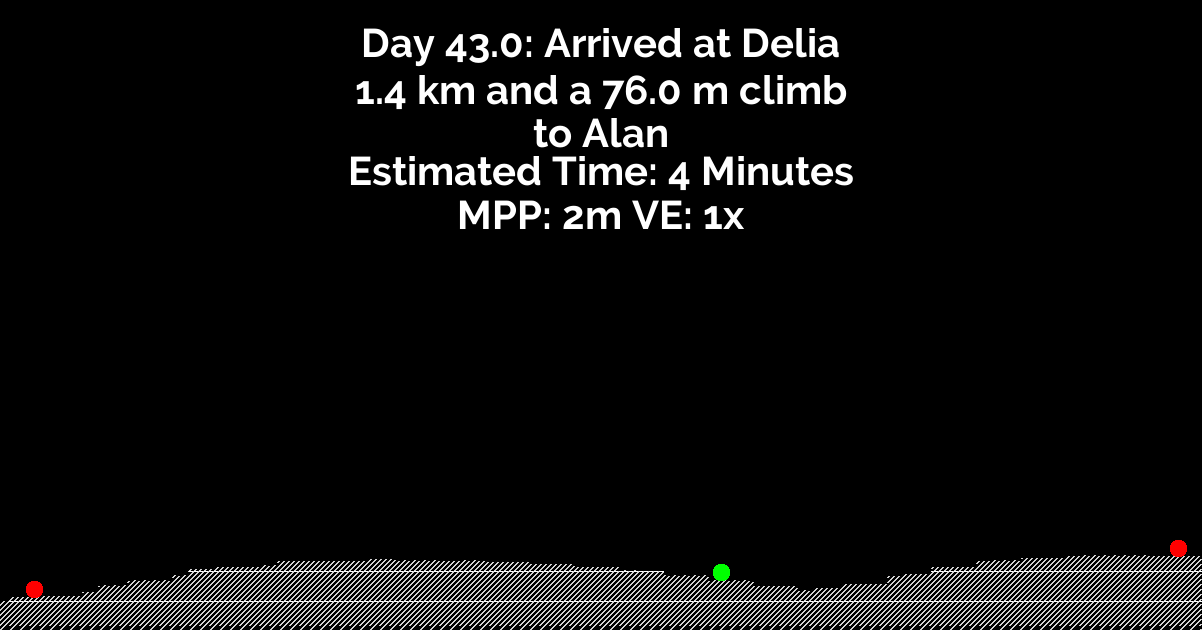 Day 43.0: Arrived at Delia
1.4 km and a 76.0 m climb
to Alan
Estimated Time: 4 Minutes
MPP: 2m VE: 1x